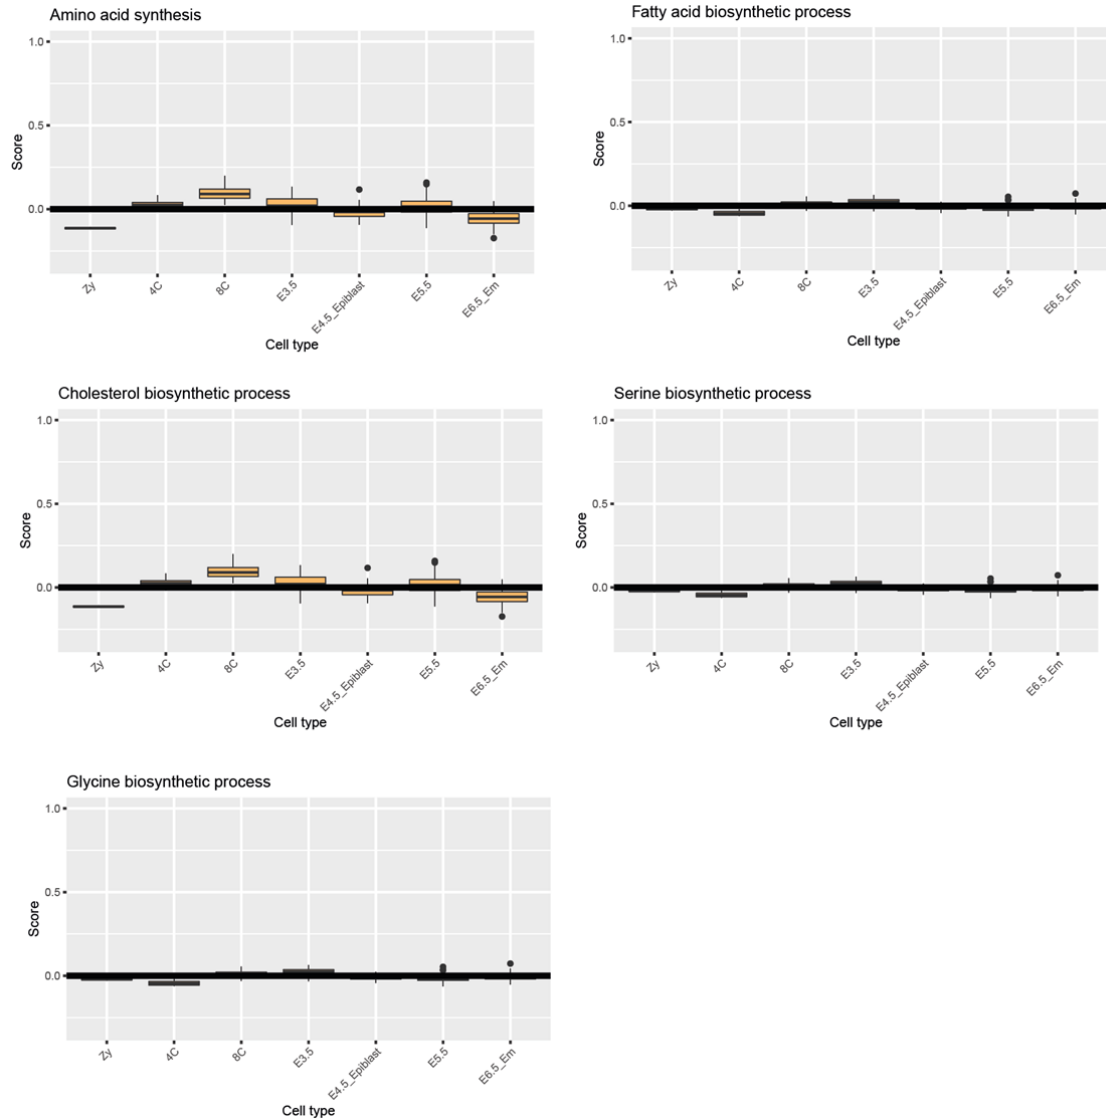 Amino acid synthesis
1.0
0.5
0.0
Score
Zy
4C
8C
E3.5
E4.5_Epiblast
E5.5
E6.5_Em
Cell type
Fatty acid biosynthetic process
1.0
0.5
0.0
Score
Zy
4C
8C
E3.5
E4.5_Epiblast
E5.5
E6.5_Em
Cell type
Cholesterol biosynthetic process
1.0
0.5
0.0
Score
Zy
4C
8C
E3.5
E4.5_Epiblast
E5.5
E6.5_Em
Cell type
Serine biosynthetic process
1.0
0.5
0.0
Score
Zy
4C
8C
E3.5
E4.5_Epiblast
E5.5
E6.5_Em
Cell type
Glycine biosynthetic process
1.0
0.5
0.0
Score
Zy
4C
8C
E3.5
E4.5_Epiblast
E5.5
E6.5_Em
Cell type